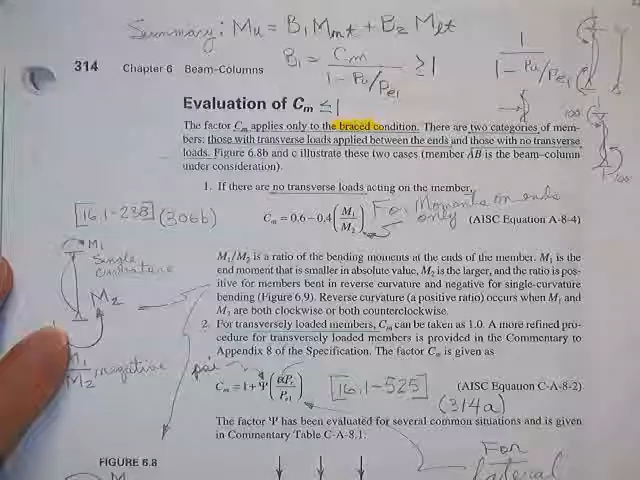 Summary: Mu = B1 Mnt + B2 Mlt
B1 = Cm / (1 - Pu/Pe1) ≥ 1
1 / (1 - Pu/Pe1)
314 Chapter 6 Beam-Columns
Evaluation of Cm ≤ 1
100
The factor Cm applies only to the braced condition. There are two categories of mem-
bers: those with transverse loads applied between the ends and those with no transverse
loads. Figure 6.8b and c illustrate these two cases (member AB is the beam-column
under consideration).
100
1. If there are no transverse loads acting on the member,
[16.1-238] (306b)
For Moments on ends
only
Cm = 0.6 – 0.4(M1/M2) (AISC Equation A-8-4)
M1
Single
curvature
M2
M1/M2 negative
M1/M2 is a ratio of the bending moments at the ends of the member. M1 is the
end moment that is smaller in absolute value, M2 is the larger, and the ratio is pos-
itive for members bent in reverse curvature and negative for single-curvature
bending (Figure 6.9). Reverse curvature (a positive ratio) occurs when M1 and
M2 are both clockwise or both counterclockwise.
2. For transversely loaded members, Cm can be taken as 1.0. A more refined pro-
cedure for transversely loaded members is provided in the Commentary to
Appendix 8 of the Specification. The factor Cm is given as
psi
Cm = 1 + Ψ(αPr/Pe1) [16.1-525] (AISC Equation C-A-8-2)
(314a)
The factor Ψ has been evaluated for several common situations and is given
in Commentary Table C-A-8.1.
For
lateral
FIGURE 6.8